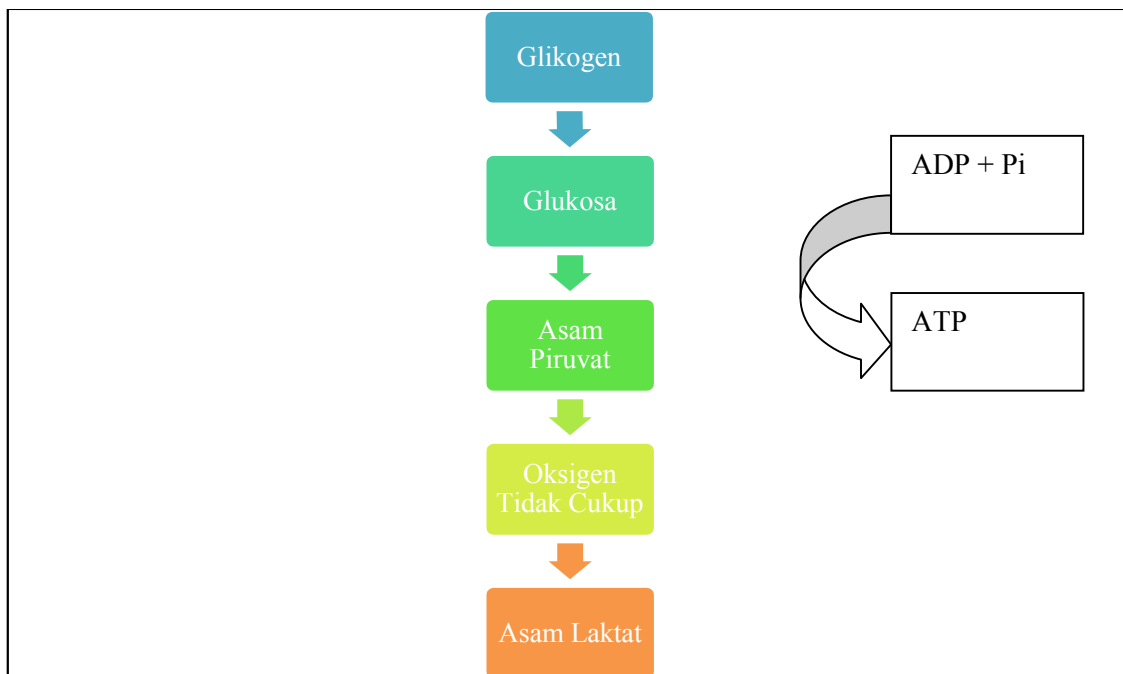 Glikogen
Glukosa
Asam
Piruvat
Oksigen
Tidak Cukup
Asam Laktat
ADP + Pi
ATP